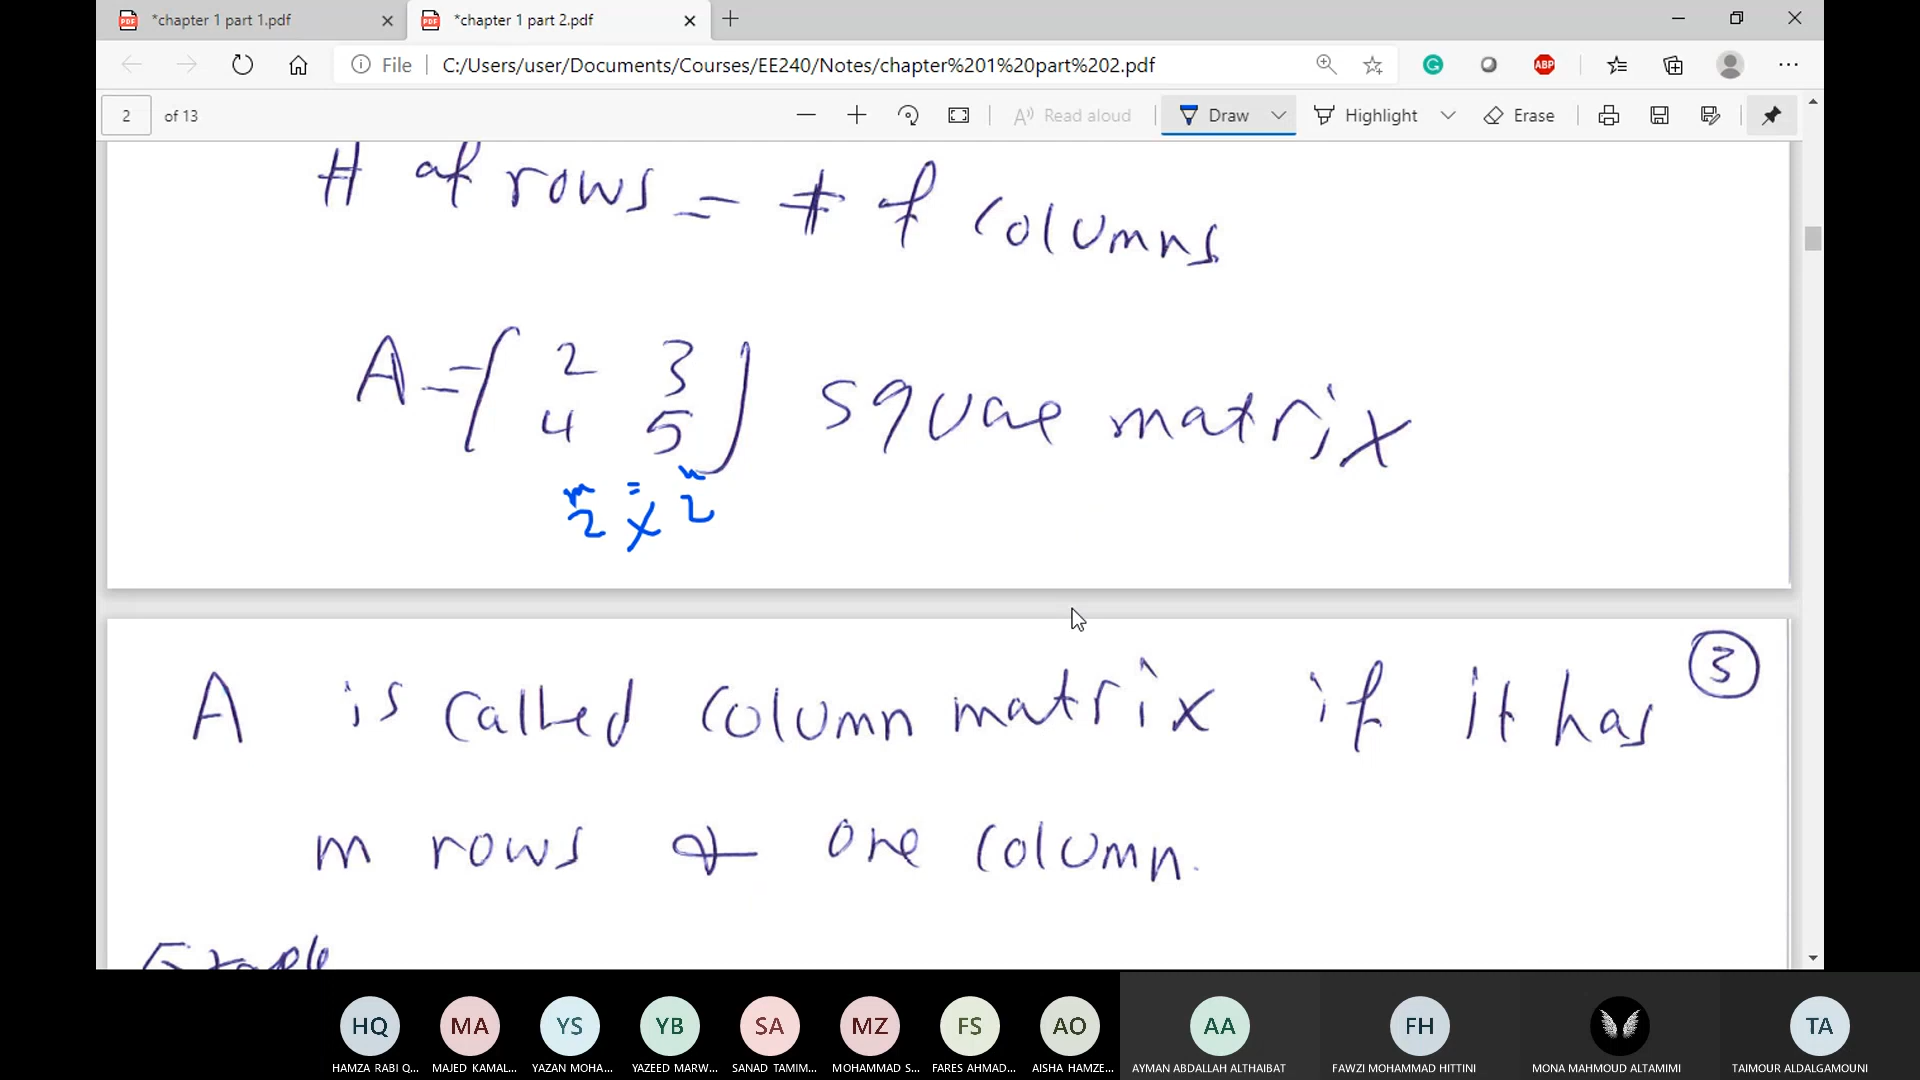 *chapter 1 part 1.pdf
*chapter 1 part 2.pdf
File
C:/Users/user/Documents/Courses/EE240/Notes/chapter%201%20part%202.pdf
ABP
2 of 13
Read aloud
Draw
Highlight
Erase
# of rows = # of columns
A = ( 2 3
4 5 ) squae matrix
m = n
2 x 2
3
A is called column matrix if it has
m rows & one column.
HQ MA YS YB SA MZ FS AO AA FH TA
HAMZA RABI Q... MAJED KAMAL... YAZAN MOHA... YAZEED MARW... SANAD TAMIM... MOHAMMAD S... FARES AHMAD... AISHA HAMZE... AYMAN ABDALLAH ALTHAIBAT FAWZI MOHAMMAD HITTINI MONA MAHMOUD ALTAMIMI TAIMOUR ALDALGAMOUNI